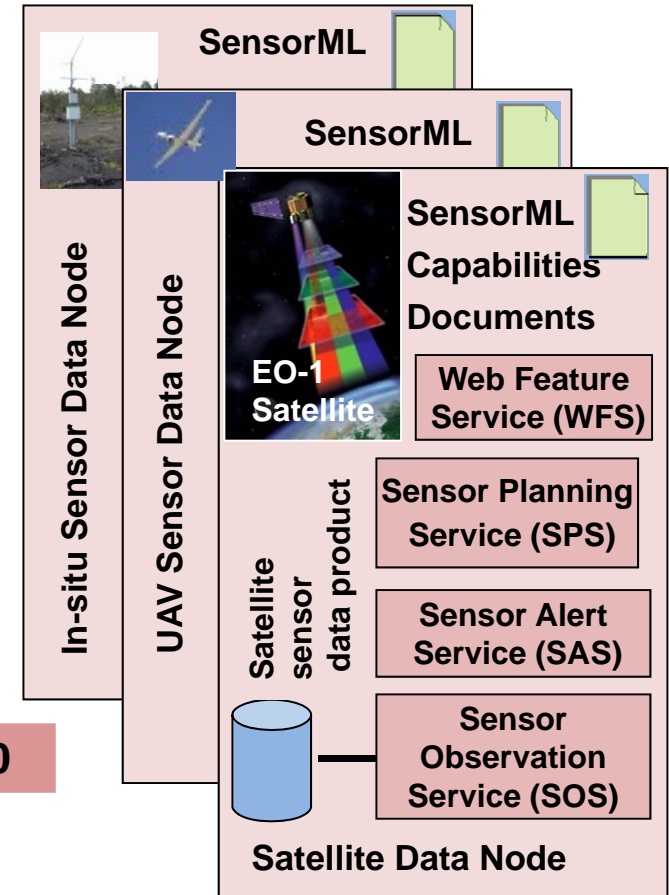 SensorML
In-situ Sensor Data Node
SensorML
UAV Sensor Data Node
SensorML
Capabilities
Documents
EO-1
Satellite
Web Feature
Service (WFS)
Sensor Planning
Service (SPS)
Satellite
sensor
data product
Sensor Alert
Service (SAS)
Sensor
Observation
Service (SOS)
Satellite Data Node